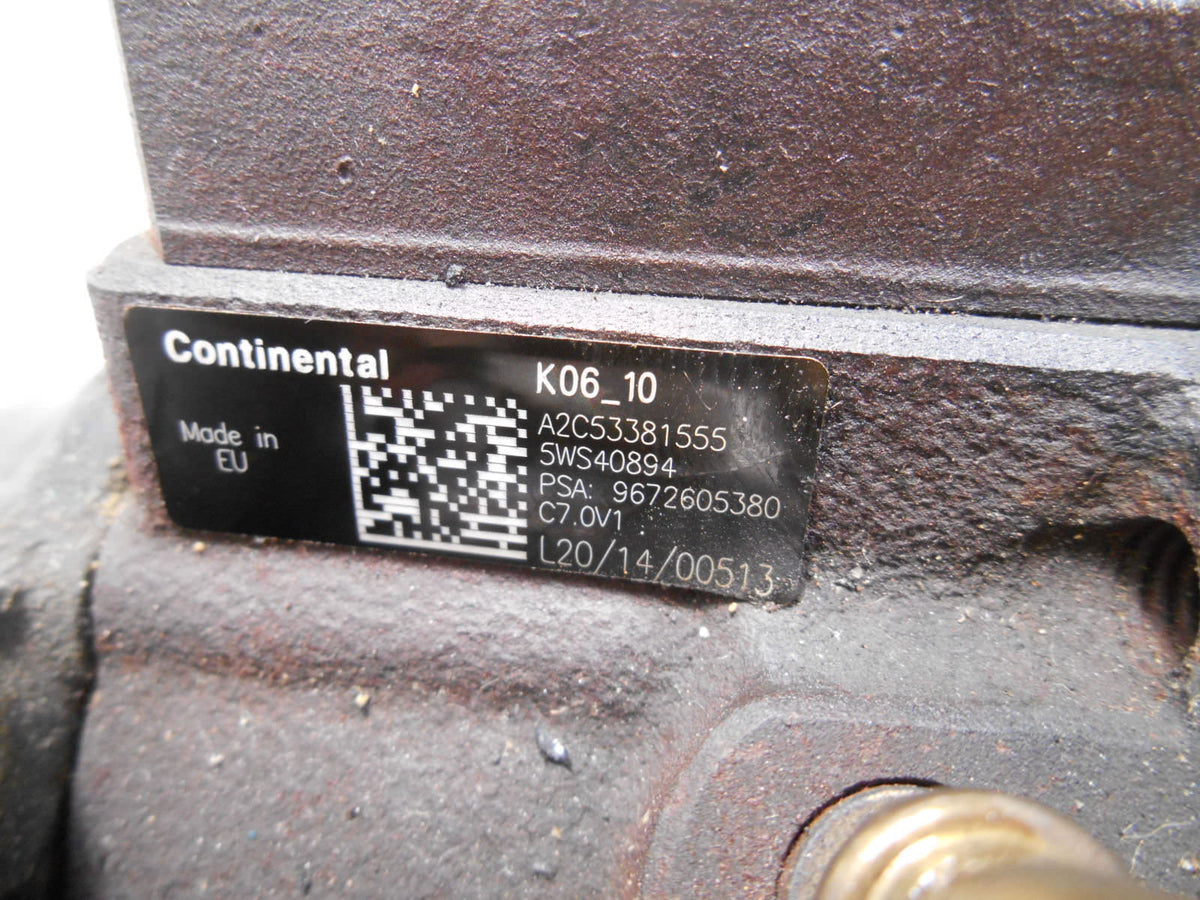 Continental
Made in
EU
K06_10
A2C53381555
5WS40894
PSA: 9672605380
C7.0V1
L20/14/00513